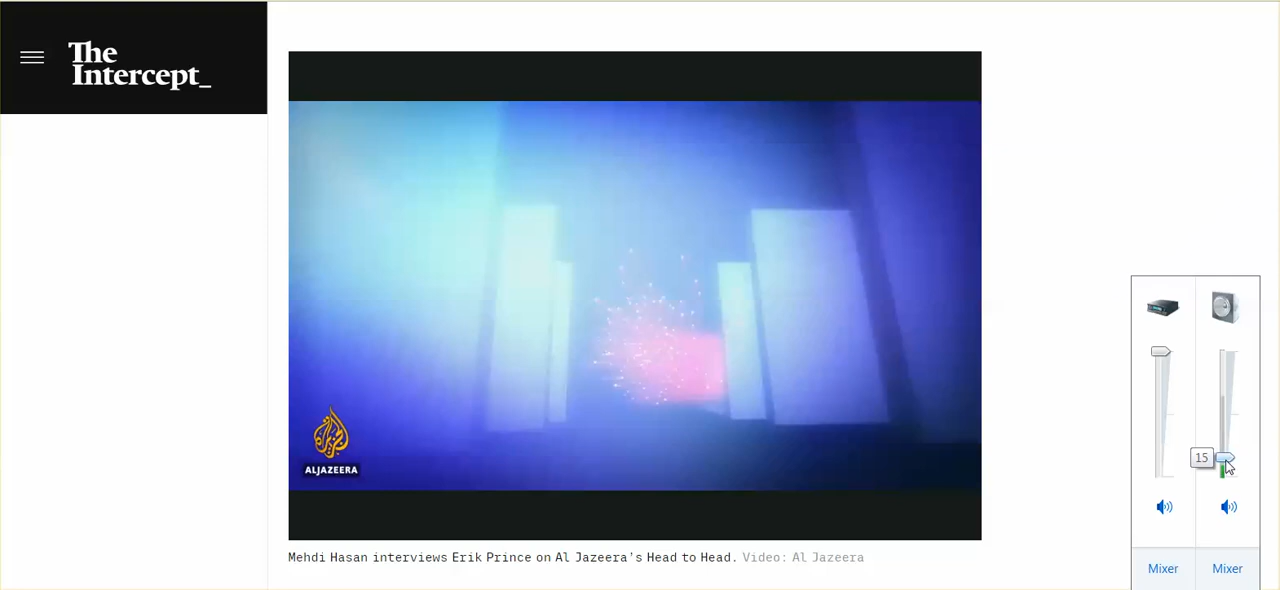 The
Intercept_
ALJAZEERA
15
Mehdi Hasan interviews Erik Prince on Al Jazeera’s Head to Head. Video: Al Jazeera
Mixer
Mixer